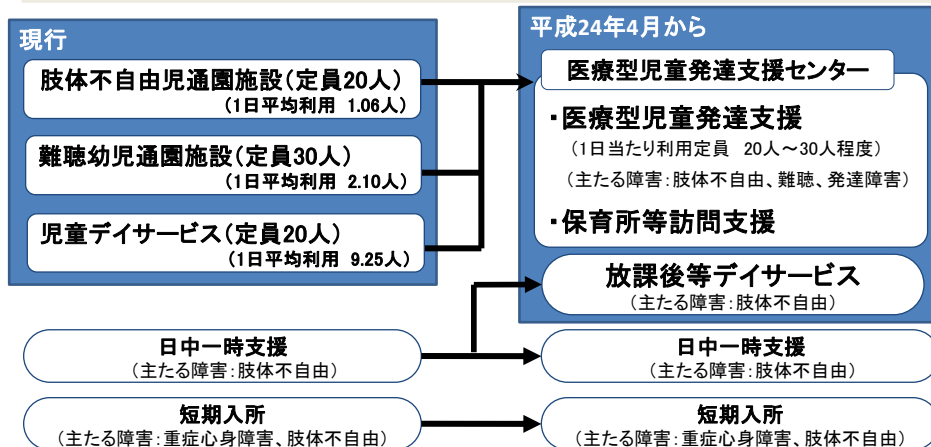 現行
肢体不自由児通園施設(定員20人)
(1日平均利用 1.06人)
難聴幼児通園施設(定員30人)
(1日平均利用 2.10人)
児童デイサービス(定員20人)
(1日平均利用 9.25人)
日中一時支援
(主たる障害:肢体不自由)
短期入所
(主たる障害:重症心身障害、肢体不自由)
平成24年4月から
医療型児童発達支援センター
・医療型児童発達支援
(1日当たり利用定員 20人～30人程度)
(主たる障害:肢体不自由、難聴、発達障害)
・保育所等訪問支援
放課後等デイサービス
(主たる障害:肢体不自由)
日中一時支援
(主たる障害:肢体不自由)
短期入所
(主たる障害:重症心身障害、肢体不自由)